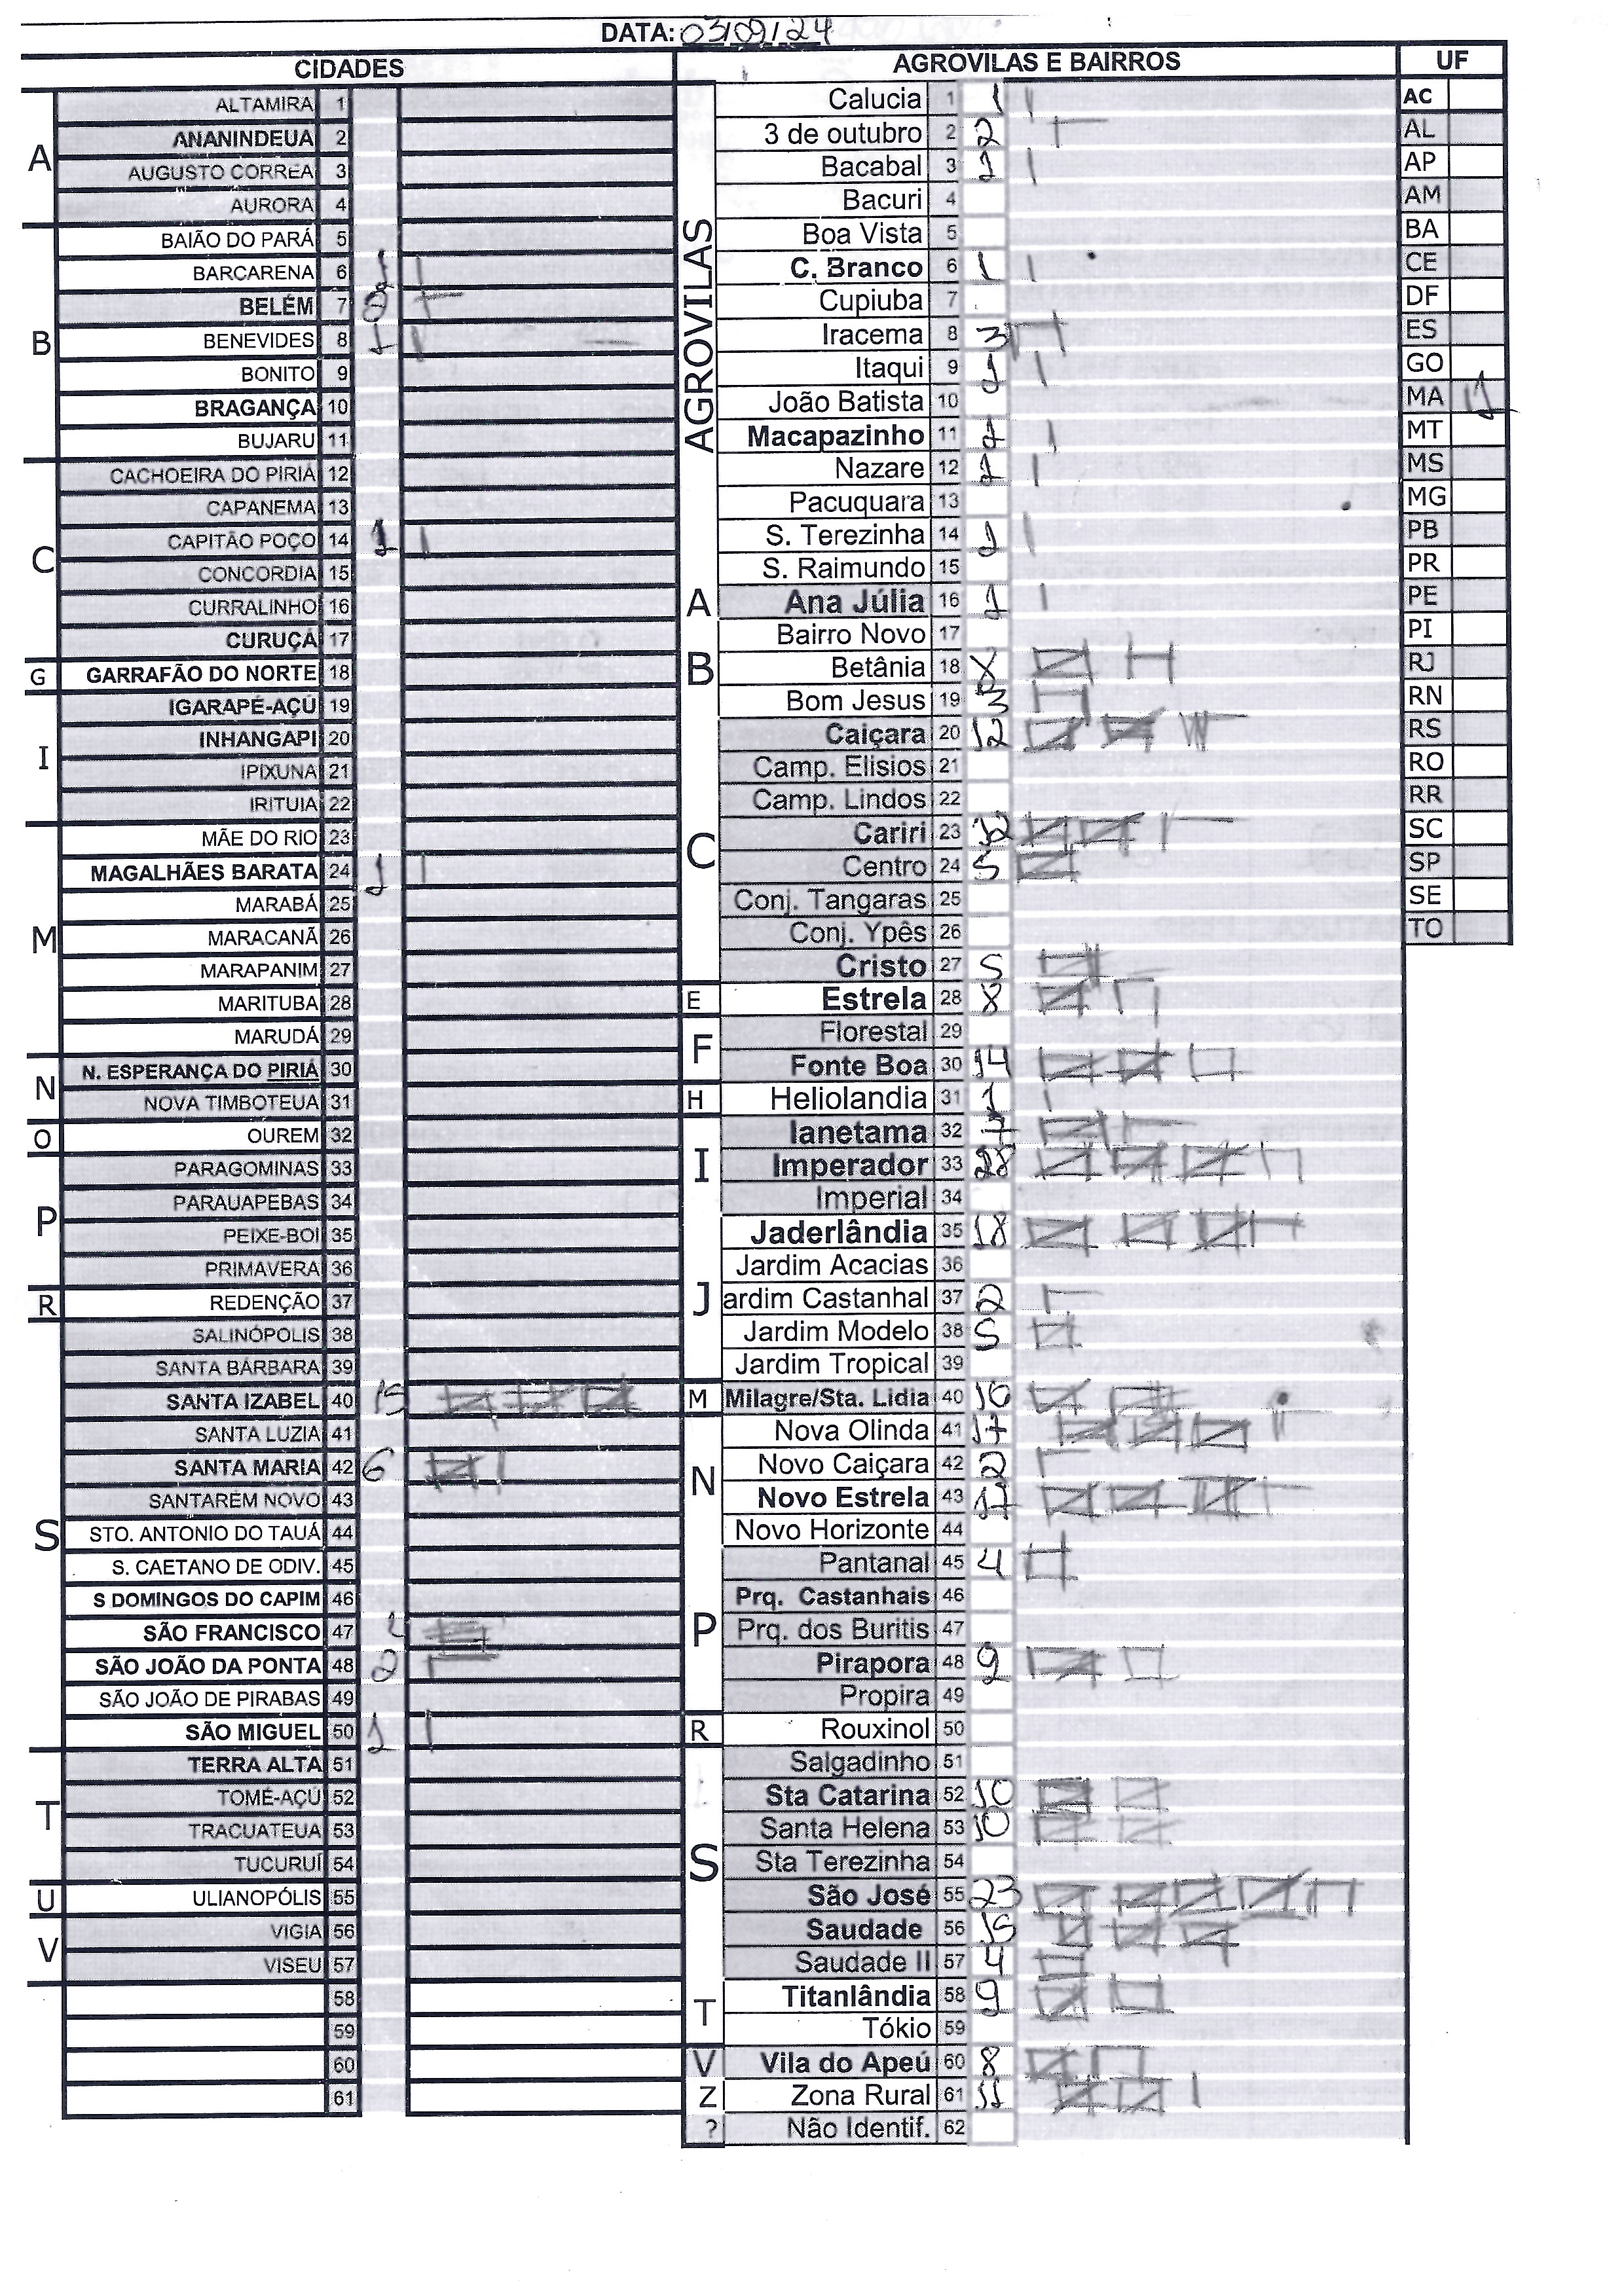 DATA: 03/09/24
CIDADES
A
ALTAMIRA 1
ANANINDEUA 2
AUGUSTO CORREA 3
AURORA 4
B
BAIÃO DO PARÁ 5
BARCARENA 6 1
BELÉM 7 2
BENEVIDES 8 1
BONITO 9
BRAGANÇA 10
BUJARU 11
C
CACHOEIRA DO PIRIÁ 12
CAPANEMA 13
CAPITÃO POÇO 14 1
CONCORDIA 15
CURRALINHO 16
CURUÇÁ 17
G
GARRAFÃO DO NORTE 18
I
IGARAPÉ-AÇÚ 19
INHANGAPI 20
IPIXUNA 21
IRITUIA 22
M
MÃE DO RIO 23
MAGALHÃES BARATA 24 1
MARABÁ 25
MARACANÃ 26
MARAPANIM 27
MARITUBA 28
MARUDÁ 29
N
N. ESPERANÇA DO PIRIÁ 30
NOVA TIMBOTEUA 31
O
OUREM 32
P
PARAGOMINAS 33
PARAUAPEBAS 34
PEIXE-BOI 35
PRIMAVERA 36
R
REDENÇÃO 37
S
SALINÓPOLIS 38
SANTA BÁRBARA 39
SANTA IZABEL 40 15
SANTA LUZIA 41
SANTA MARIA 42 6
SANTARÉM NOVO 43
STO. ANTONIO DO TAUÁ 44
S. CAETANO DE ODIV. 45
S DOMINGOS DO CAPIM 46
SÃO FRANCISCO 47
SÃO JOÃO DA PONTA 48 2
SÃO JOÃO DE PIRABAS 49
SÃO MIGUEL 50 1
T
TERRA ALTA 51
TOMÉ-AÇÚ 52
TRACUATEUA 53
TUCURUÍ 54
U
ULIANOPÓLIS 55
V
VIGIA 56
VISEU 57
58
59
60
61
AGROVILAS E BAIRROS
AGROVILAS
Calucia 1 1
3 de outubro 2 2
Bacabal 3 1
Bacuri 4
Boa Vista 5
C. Branco 6 1
Cupiuba 7
Iracema 8 3
Itaqui 9 1
João Batista 10
Macapazinho 11 1
Nazare 12 1
Pacuquara 13
S. Terezinha 14 1
S. Raimundo 15
A
Ana Júlia 16 1
B
Bairro Novo 17
Betânia 18 8
Bom Jesus 19 3
C
Caiçara 20 12
Camp. Elisios 21
Camp. Lindos 22
Cariri 23 12
Centro 24 5
Conj. Tangaras 25
Conj. Ypês 26
Cristo 27 5
E
Estrela 28 8
F
Florestal 29
Fonte Boa 30 14
H
Heliolandia 31 1
I
Ianetama 32 7
Imperador 33 18
Imperial 34
J
Jaderlândia 35 18
Jardim Acacias 36
ardim Castanhal 37 2
Jardim Modelo 38 5
Jardim Tropical 39
M
Milagre/Sta. Lidia 40 10
N
Nova Olinda 41 17
Novo Caiçara 42 2
Novo Estrela 43 17
Novo Horizonte 44
P
Pantanal 45 4
Prq. Castanhais 46
Prq. dos Buritis 47
Pirapora 48 9
Propira 49
R
Rouxinol 50
S
Salgadinho 51
Sta Catarina 52 10
Santa Helena 53 10
Sta Terezinha 54
São José 55 23
Saudade 56 15
Saudade II 57 4
T
Titanlândia 58 9
Tókio 59
V
Vila do Apeú 60 8
Z
Zona Rural 61 11
?
Não Identif. 62
UF
AC
AL
AP
AM
BA
CE
DF
ES
GO
MA
MT
MS
MG
PB
PR
PE
PI
RJ
RN
RS
RO
RR
SC
SP
SE
TO